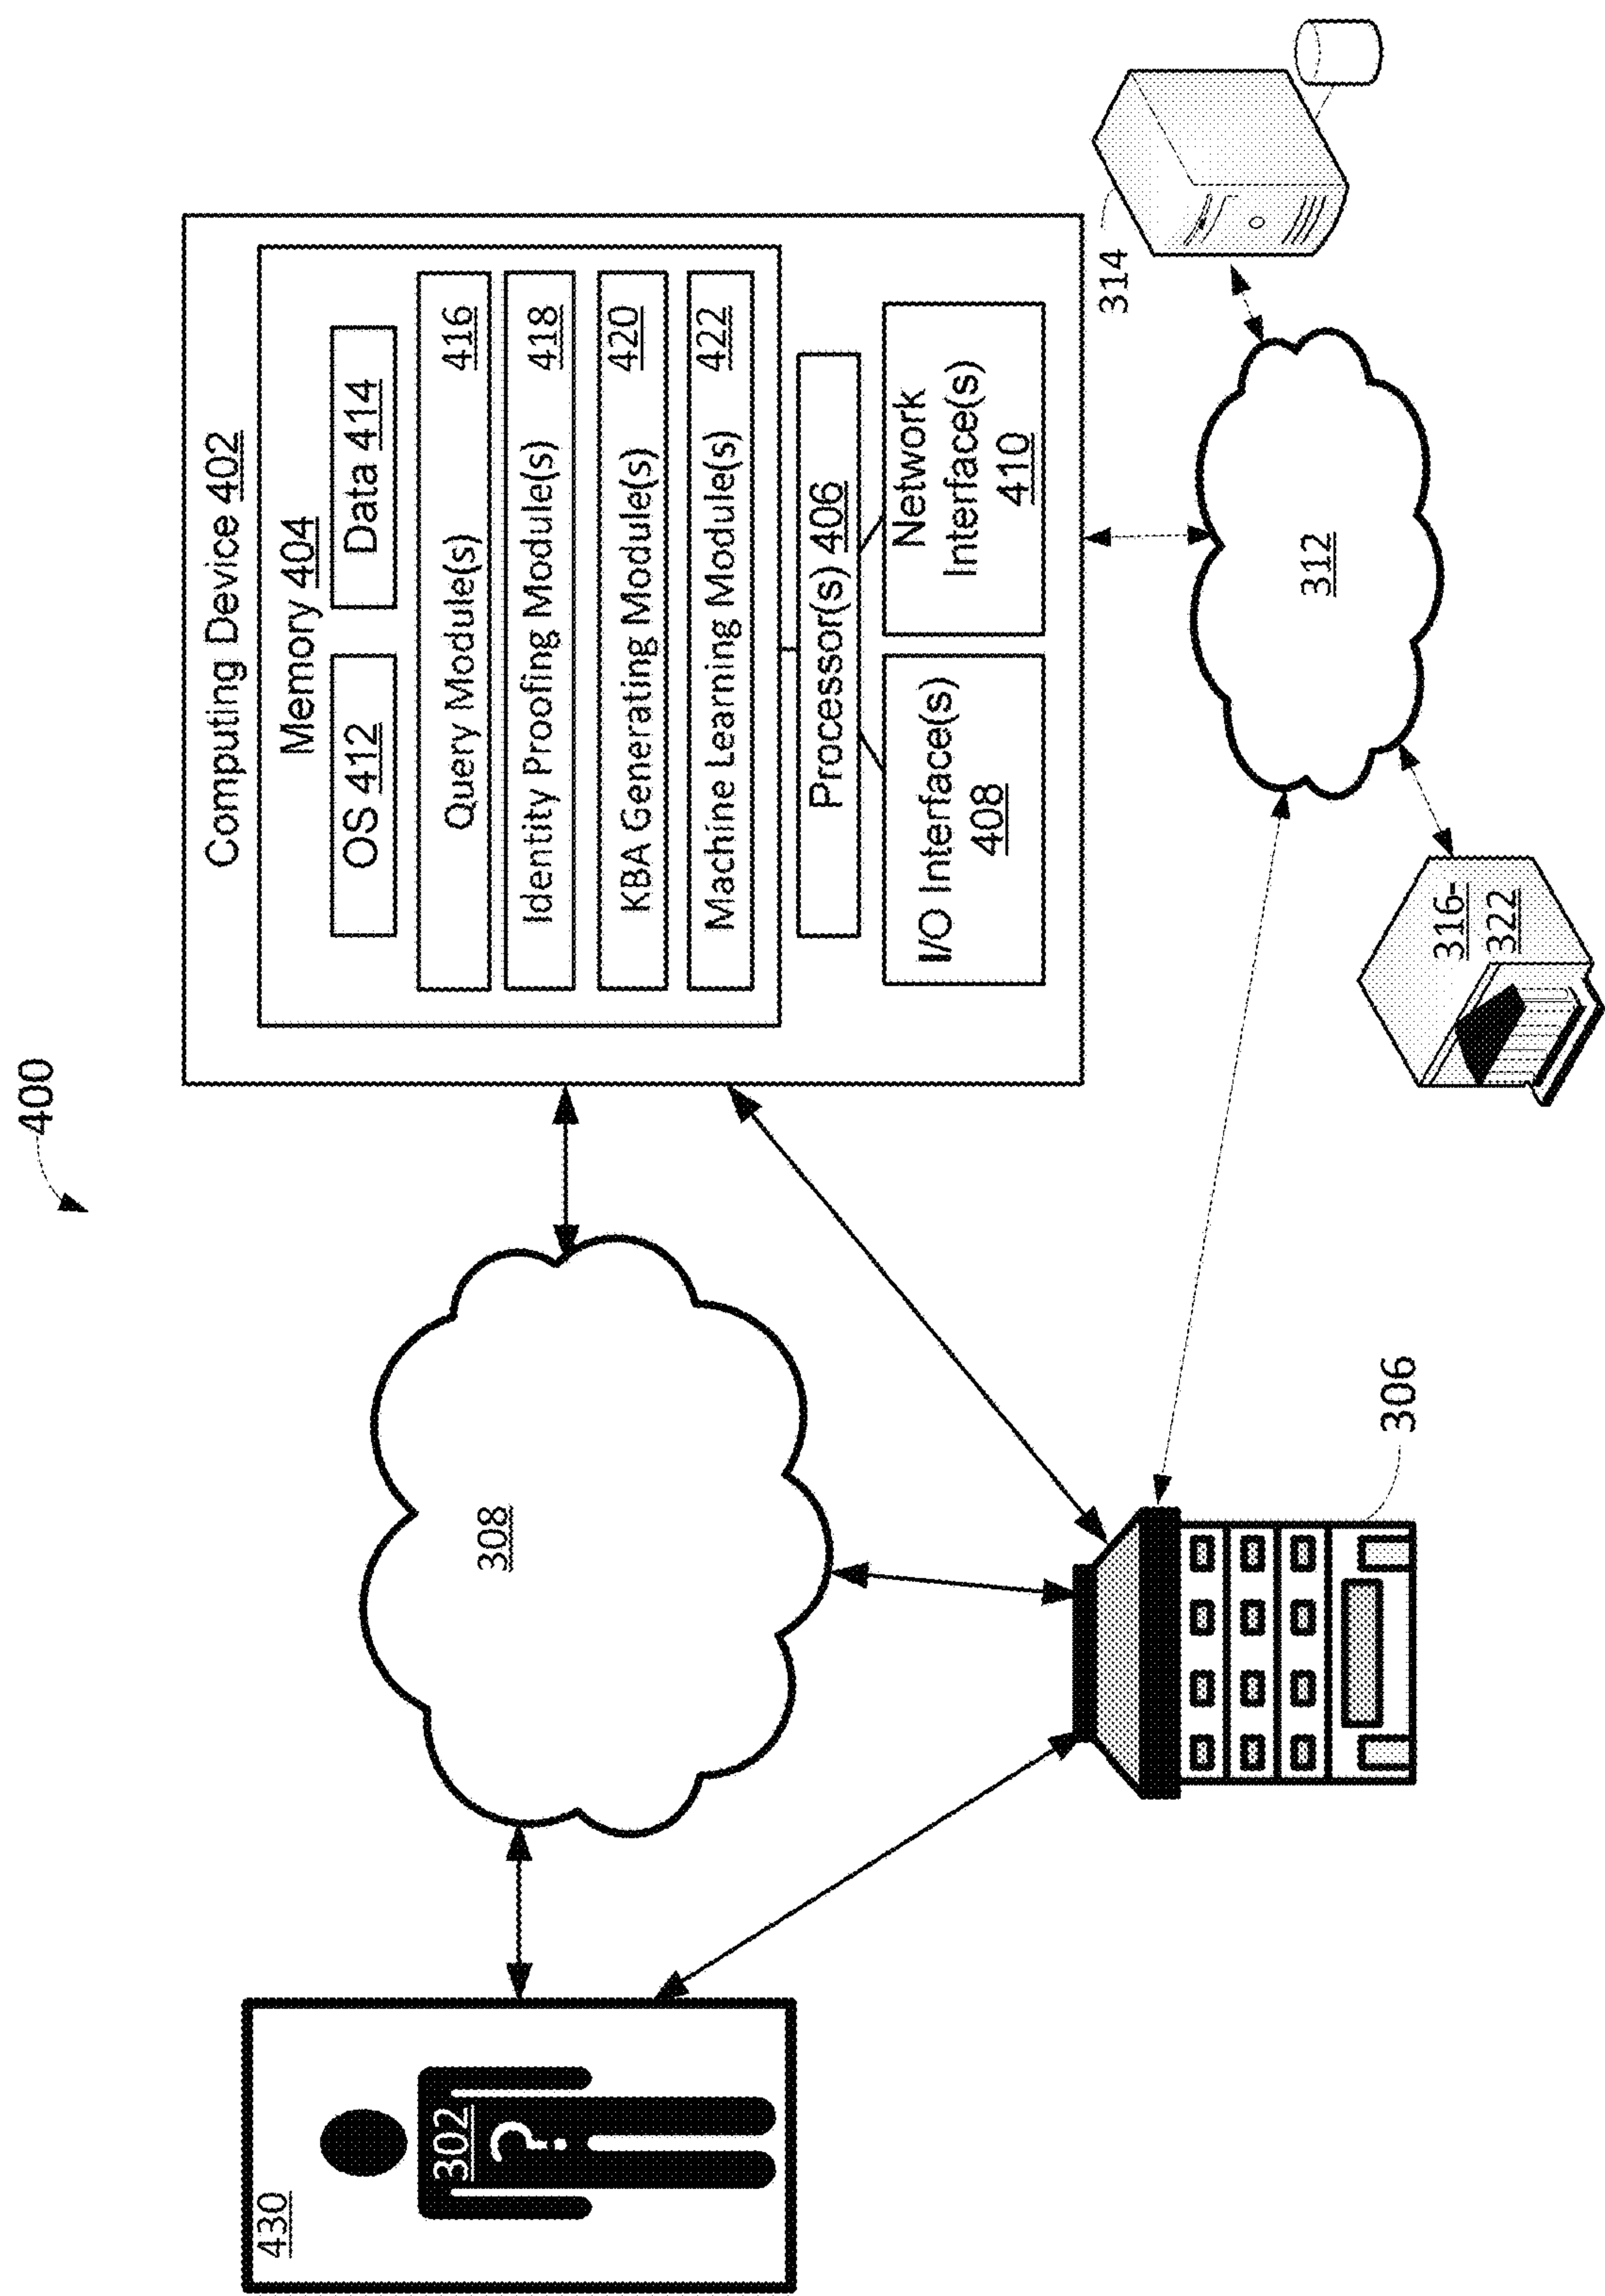 400
430
302
?
308
306
Computing Device 402
Memory 404
OS 412
Data 414
Query Module(s) 416
Identity Proofing Module(s) 418
KBA Generating Module(s) 420
Machine Learning Module(s) 422
Processor(s) 406
I/O Interface(s)
408
Network
Interface(s)
410
312
314
316-
322